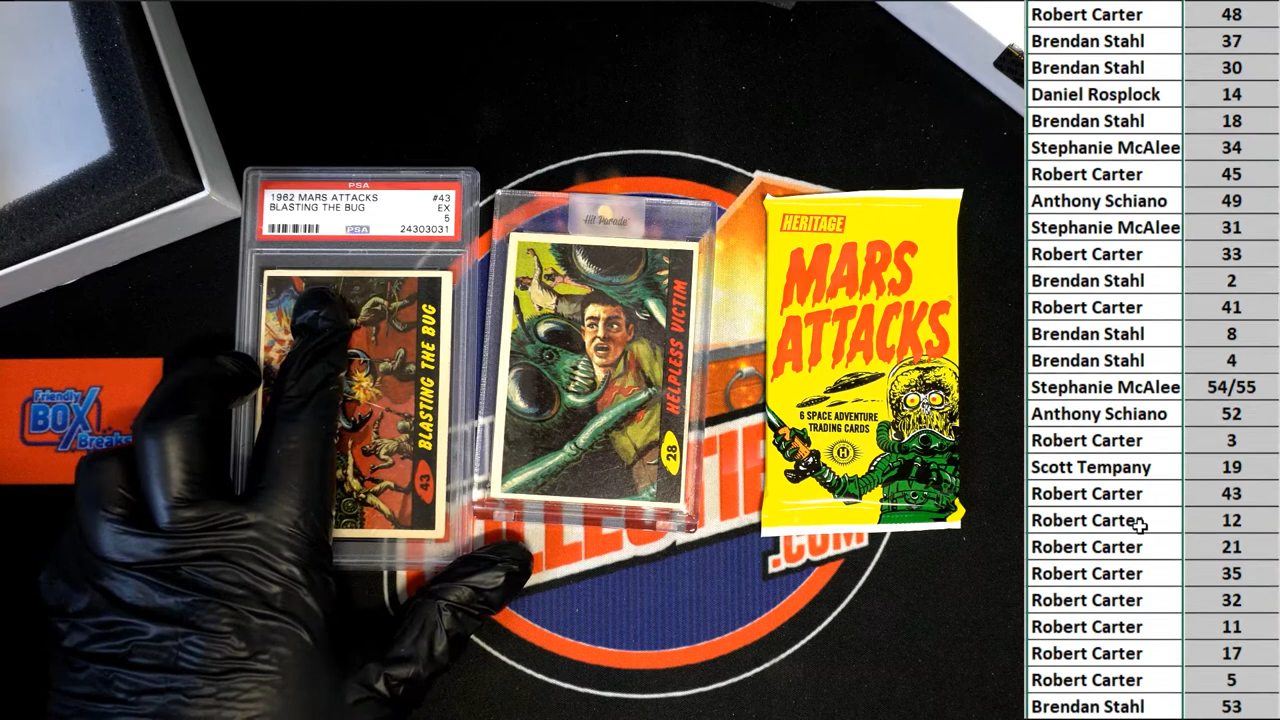 Friendly
BOX
Breaks
PSA
1962 MARS ATTACKS #43
BLASTING THE BUG EX
5
PSA 24303031
BLASTING THE BUG
43
Hit Parade
HELPLESS VICTIM
28
HERITAGE
MARS
ATTACKS
6 SPACE ADVENTURE
TRADING CARDS
H
.COM
Robert Carter 48
Brendan Stahl 37
Brendan Stahl 30
Daniel Rosplock 14
Brendan Stahl 18
Stephanie McAlee 34
Robert Carter 45
Anthony Schiano 49
Stephanie McAlee 31
Robert Carter 33
Brendan Stahl 2
Robert Carter 41
Brendan Stahl 8
Brendan Stahl 4
Stephanie McAlee 54/55
Anthony Schiano 52
Robert Carter 3
Scott Tempany 19
Robert Carter 43
Robert Carter 12
Robert Carter 21
Robert Carter 35
Robert Carter 32
Robert Carter 11
Robert Carter 17
Robert Carter 5
Brendan Stahl 53